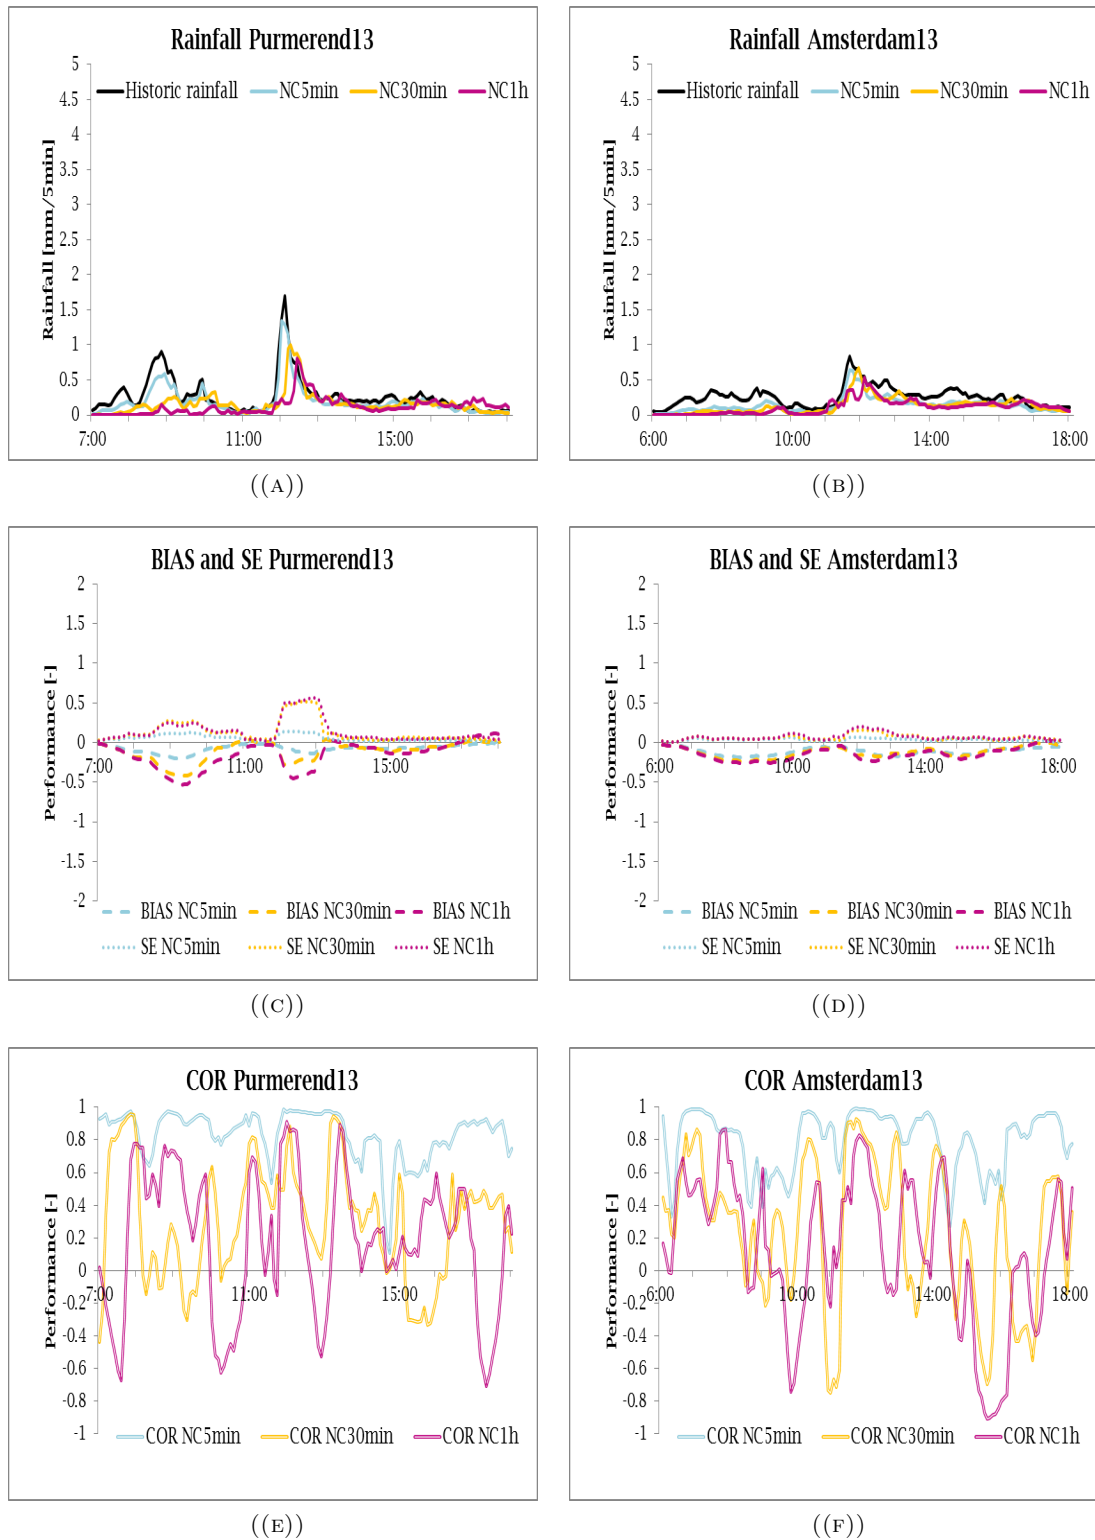 Rainfall Purmerend13
5
4.5
4
3.5
3
2.5
2
1.5
1
0.5
0
Rainfall [mm/5min]
Historic rainfall NC5min NC30min NC1h
7:00 11:00 15:00
((A))
Rainfall Amsterdam13
5
4.5
4
3.5
3
2.5
2
1.5
1
0.5
0
Rainfall [mm/5min]
Historic rainfall NC5min NC30min NC1h
6:00 10:00 14:00 18:00
((B))
BIAS and SE Purmerend13
2
1.5
1
0.5
0
-0.5
-1
-1.5
-2
Performance [-]
7:00 11:00 15:00
BIAS NC5min BIAS NC30min BIAS NC1h
SE NC5min SE NC30min SE NC1h
((C))
BIAS and SE Amsterdam13
2
1.5
1
0.5
0
-0.5
-1
-1.5
-2
Performance [-]
6:00 10:00 14:00 18:00
BIAS NC5min BIAS NC30min BIAS NC1h
SE NC5min SE NC30min SE NC1h
((D))
COR Purmerend13
1
0.8
0.6
0.4
0.2
0
-0.2
-0.4
-0.6
-0.8
-1
Performance [-]
7:00 11:00 15:00
COR NC5min COR NC30min COR NC1h
((E))
COR Amsterdam13
1
0.8
0.6
0.4
0.2
0
-0.2
-0.4
-0.6
-0.8
-1
Performance [-]
6:00 10:00 14:00 18:00
COR NC5min COR NC30min COR NC1h
((F))